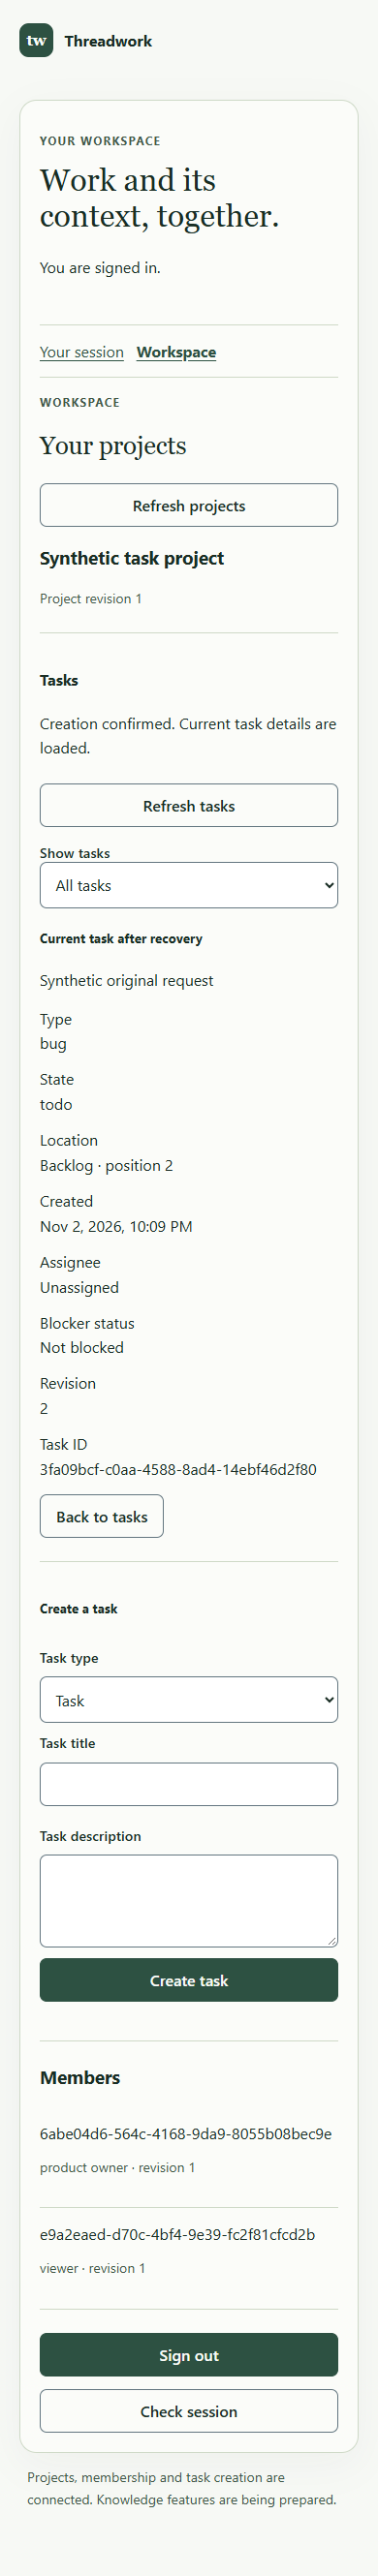 tw Threadwork
YOUR WORKSPACE
Work and its
context, together.
You are signed in.
Your session Workspace
WORKSPACE
Your projects
Refresh projects
Synthetic task project
Project revision 1
Tasks
Creation confirmed. Current task details are
loaded.
Refresh tasks
Show tasks
All tasks
Current task after recovery
Synthetic original request
Type
bug
State
todo
Location
Backlog · position 2
Created
Nov 2, 2026, 10:09 PM
Assignee
Unassigned
Blocker status
Not blocked
Revision
2
Task ID
3fa09bcf-c0aa-4588-8ad4-14ebf46d2f80
Back to tasks
Create a task
Task type
Task
Task title
Task description
Create task
Members
6abe04d6-564c-4168-9da9-8055b08bec9e
product owner · revision 1
e9a2eaed-d70c-4bf4-9e39-fc2f81cfcd2b
viewer · revision 1
Sign out
Check session
Projects, membership and task creation are
connected. Knowledge features are being prepared.